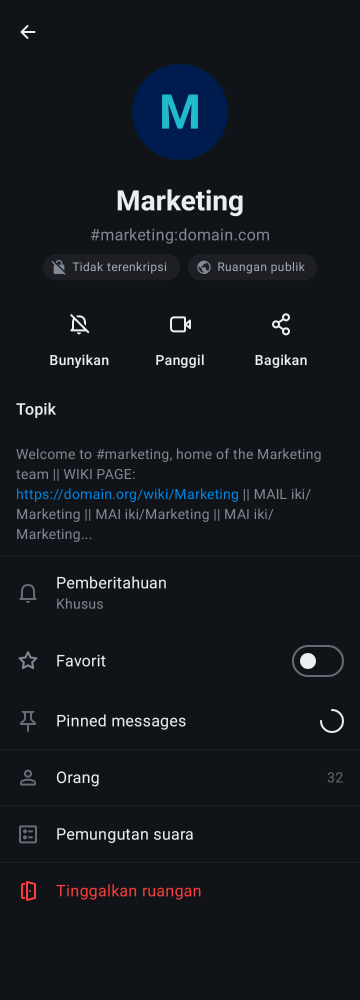 M
Marketing
#marketing:domain.com
Tidak terenkripsi
Ruangan publik
Bunyikan
Panggil
Bagikan
Topik
Welcome to #marketing, home of the Marketing
team || WIKI PAGE:
https://domain.org/wiki/Marketing || MAIL iki/
Marketing || MAI iki/Marketing || MAI iki/
Marketing...
Pemberitahuan
Khusus
Favorit
Pinned messages
Orang 32
Pemungutan suara
Tinggalkan ruangan